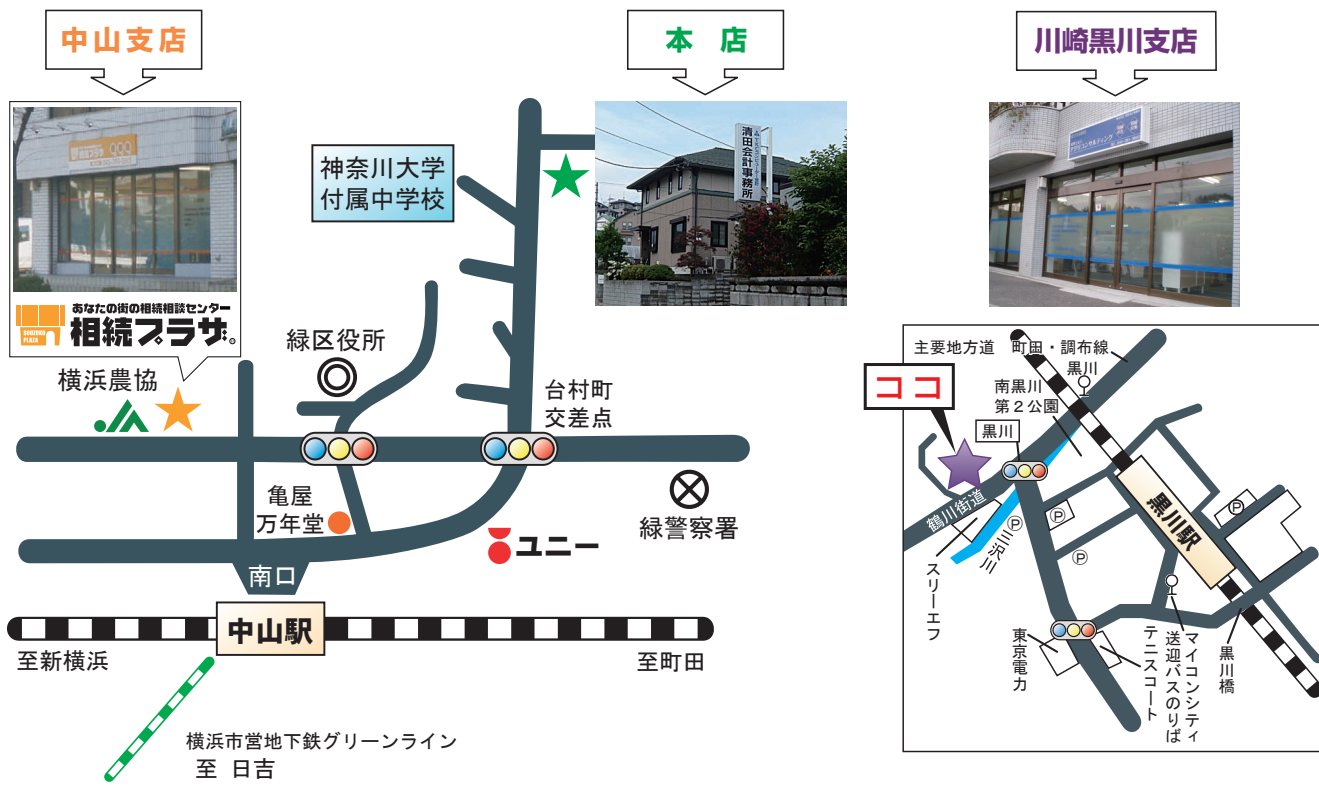 中山支店
本 店
川崎黒川支店
相続プラザ
清田会計事務所
あなたの街の相続相談センター
SOUZOKU PLAZA
相続プラザ。
横浜農協
JA
神奈川大学
付属中学校
緑区役所
台村町
交差点
亀屋
万年堂
ユニー
緑警察署
南口
中山駅
至新横浜
至町田
横浜市営地下鉄グリーンライン
至 日吉
主要地方道 町田・調布線
黒川
ココ
南黒川
第2公園
黒川
鶴川街道
P
三沢川
P
P
P
黒川駅
スリーエフ
東京電力
テニスコート
マイコンシティ
送迎バスのりば
黒川橋